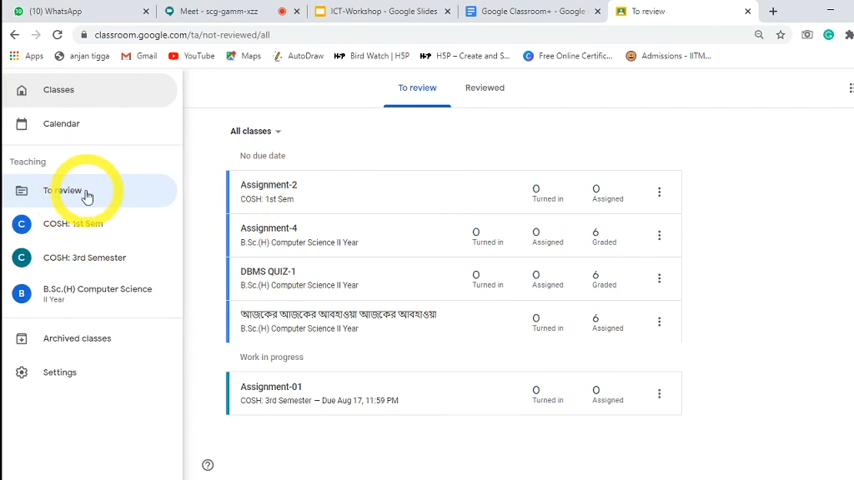 (10) WhatsApp
Meet - scg-gamm-xzz
ICT-Workshop - Google Slides
Google Classroom+ - Google
To review
classroom.google.com/ta/not-reviewed/all
Apps
anjan tigga
Gmail
YouTube
Maps
AutoDraw
H5P Bird Watch | H5P
H5P H5P – Create and S...
Free Online Certific...
Admissions - IITM...
Classes
To review
Reviewed
Calendar
All classes
Teaching
No due date
To review
Assignment-2
COSH: 1st Sem
0 0
Turned in Assigned
C COSH: 1st Sem
Assignment-4
B.Sc.(H) Computer Science II Year
0 0 6
Turned in Assigned Graded
C COSH: 3rd Semester
DBMS QUIZ-1
B.Sc.(H) Computer Science II Year
0 0 6
Turned in Assigned Graded
B B.Sc.(H) Computer Science
II Year
আজকের আজকের আবহাওয়া আজকের আবহাওয়া
B.Sc.(H) Computer Science II Year
0 6
Turned in Assigned
Archived classes
Work in progress
Settings
Assignment-01
COSH: 3rd Semester — Due Aug 17, 11:59 PM
0 0
Turned in Assigned